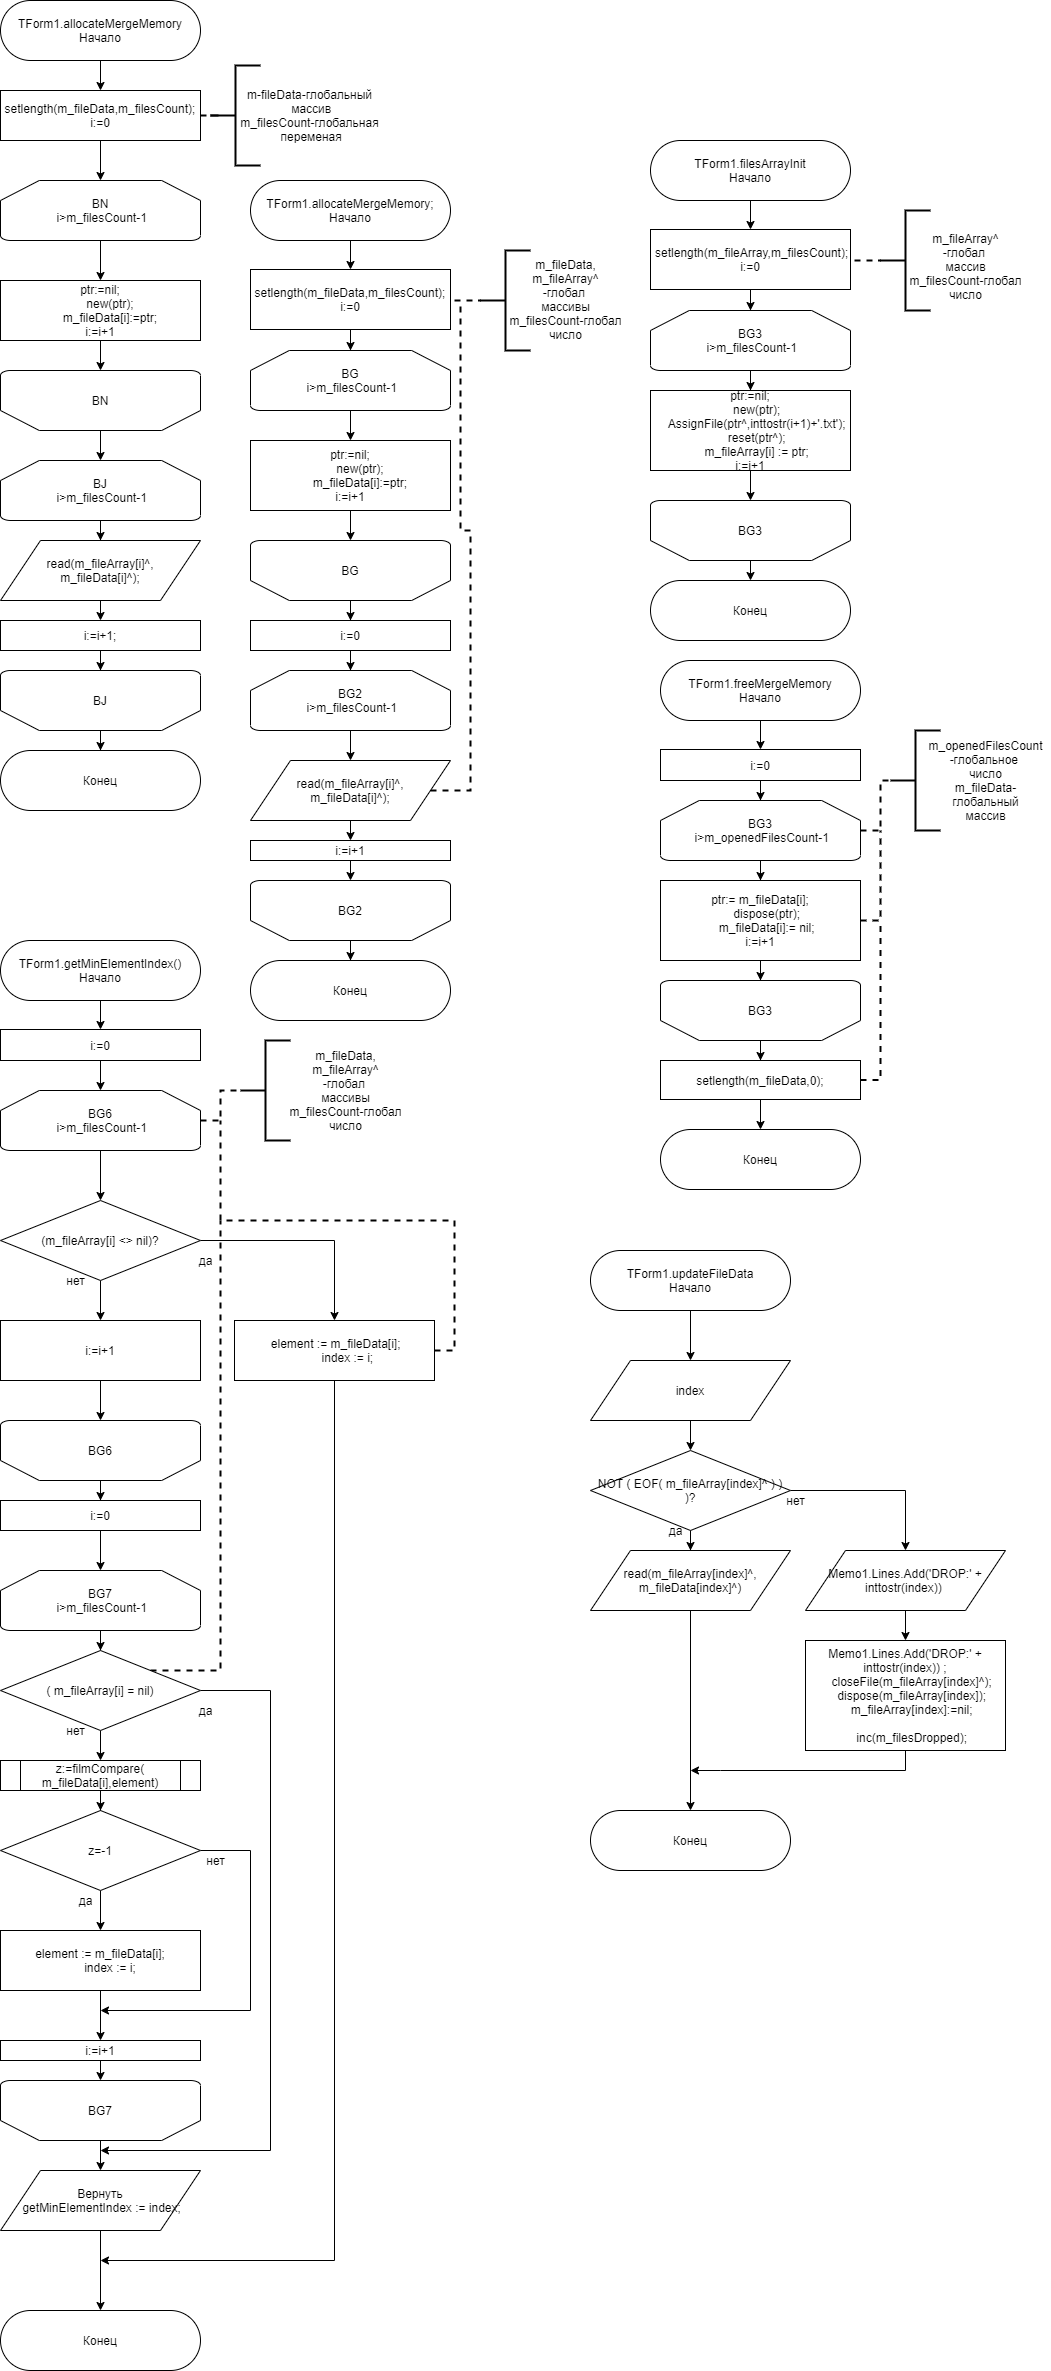 TForm1.allocateMergeMemory
Начало
setlength(m_fileData,m_filesCount);
i:=0
m-fileData-глобальный
массив
m_filesCount-глобальная
переменая
BN
i>m_filesCount-1
ptr:=nil;
new(ptr);
m_fileData[i]:=ptr;
i:=i+1
BN
BJ
i>m_filesCount-1
read(m_fileArray[i]^,
m_fileData[i]^);
i:=i+1;
BJ
Конец
TForm1.allocateMergeMemory;
Начало
setlength(m_fileData,m_filesCount);
i:=0
m_fileData,
m_fileArray^
-глобал
массивы
m_filesCount-глобал
число
BG
i>m_filesCount-1
ptr:=nil;
new(ptr);
m_fileData[i]:=ptr;
i:=i+1
BG
i:=0
BG2
i>m_filesCount-1
read(m_fileArray[i]^,
m_fileData[i]^);
i:=i+1
BG2
Конец
TForm1.filesArrayInit
Начало
setlength(m_fileArray,m_filesCount);
i:=0
m_fileArray^
-глобал
массив
m_filesCount-глобал
число
BG3
i>m_filesCount-1
ptr:=nil;
new(ptr);
AssignFile(ptr^,inttostr(i+1)+'.txt');
reset(ptr^);
m_fileArray[i] := ptr;
i:=i+1
BG3
Конец
TForm1.freeMergeMemory
Начало
i:=0
m_openedFilesCount
-глобальное
число
m_fileData-
глобальный
массив
BG3
i>m_openedFilesCount-1
ptr:= m_fileData[i];
dispose(ptr);
m_fileData[i]:= nil;
i:=i+1
BG3
setlength(m_fileData,0);
Конец
TForm1.getMinElementIndex()
Начало
i:=0
m_fileData,
m_fileArray^
-глобал
массивы
m_filesCount-глобал
число
BG6
i>m_filesCount-1
(m_fileArray[i] <> nil)?
да
нет
i:=i+1
element := m_fileData[i];
index := i;
BG6
i:=0
BG7
i>m_filesCount-1
( m_fileArray[i] = nil)
да
нет
z:=filmCompare(
m_fileData[i],element)
z=-1
нет
да
element := m_fileData[i];
index := i;
i:=i+1
BG7
Вернуть
getMinElementIndex := index;
Конец
TForm1.updateFileData
Начало
index
NOT ( EOF( m_fileArray[index]^ ) )
)?
нет
да
read(m_fileArray[index]^,
m_fileData[index]^)
Memo1.Lines.Add('DROP:' +
inttostr(index))
Memo1.Lines.Add('DROP:' +
inttostr(index)) ;
closeFile(m_fileArray[index]^);
dispose(m_fileArray[index]);
m_fileArray[index]:=nil;
inc(m_filesDropped);
Конец